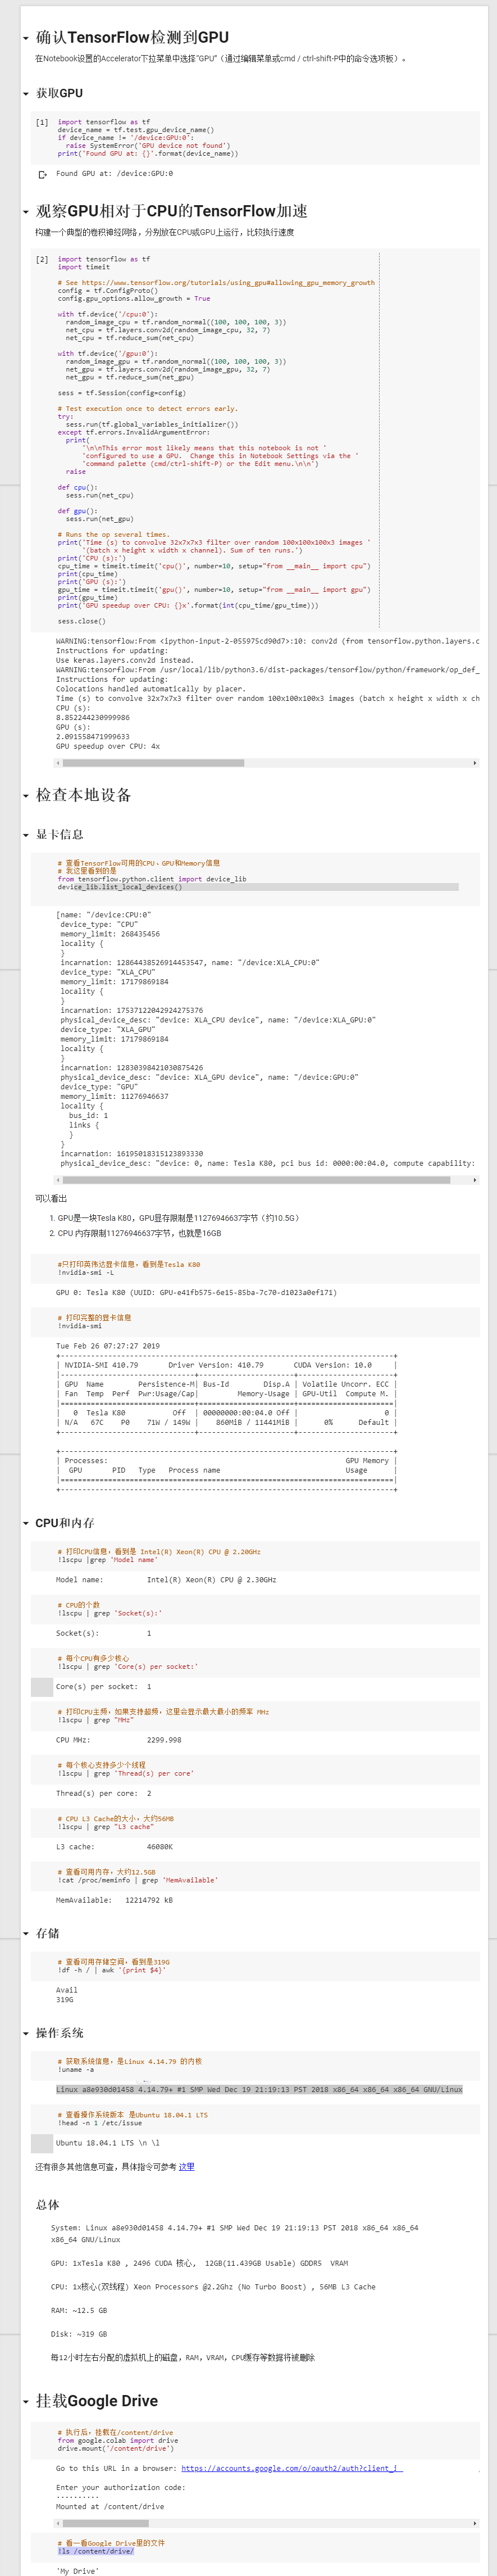 确认TensorFlow检测到GPU
在Notebook设置的Accelerator下拉菜单中选择“GPU”（通过编辑菜单或cmd / ctrl-shift-P中的命令选项板）。
获取GPU
[1] import tensorflow as tf
device_name = tf.test.gpu_device_name()
if device_name != '/device:GPU:0':
  raise SystemError('GPU device not found')
print('Found GPU at: {}'.format(device_name))
Found GPU at: /device:GPU:0
观察GPU相对于CPU的TensorFlow加速
构建一个典型的卷积神经网络，分别放在CPU或GPU上运行，比较执行速度
[2] import tensorflow as tf
import timeit
# See https://www.tensorflow.org/tutorials/using_gpu#allowing_gpu_memory_growth
config = tf.ConfigProto()
config.gpu_options.allow_growth = True
with tf.device('/cpu:0'):
  random_image_cpu = tf.random_normal((100, 100, 100, 3))
  net_cpu = tf.layers.conv2d(random_image_cpu, 32, 7)
  net_cpu = tf.reduce_sum(net_cpu)
with tf.device('/gpu:0'):
  random_image_gpu = tf.random_normal((100, 100, 100, 3))
  net_gpu = tf.layers.conv2d(random_image_gpu, 32, 7)
  net_gpu = tf.reduce_sum(net_gpu)
sess = tf.Session(config=config)
# Test execution once to detect errors early.
try:
  sess.run(tf.global_variables_initializer())
except tf.errors.InvalidArgumentError:
  print(
      '\n\nThis error most likely means that this notebook is not '
      'configured to use a GPU.  Change this in Notebook Settings via the '
      'command palette (cmd/ctrl-shift-P) or the Edit menu.\n\n')
  raise
def cpu():
  sess.run(net_cpu)
def gpu():
  sess.run(net_gpu)
# Runs the op several times.
print('Time (s) to convolve 32x7x7x3 filter over random 100x100x100x3 images '
      '(batch x height x width x channel). Sum of ten runs.')
print('CPU (s):')
cpu_time = timeit.timeit('cpu()', number=10, setup="from __main__ import cpu")
print(cpu_time)
print('GPU (s):')
gpu_time = timeit.timeit('gpu()', number=10, setup="from __main__ import gpu")
print(gpu_time)
print('GPU speedup over CPU: {}x'.format(int(cpu_time/gpu_time)))
sess.close()
WARNING:tensorflow:From <ipython-input-2-055975cd90d7>:10: conv2d (from tensorflow.python.layers.c
Instructions for updating:
Use keras.layers.conv2d instead.
WARNING:tensorflow:From /usr/local/lib/python3.6/dist-packages/tensorflow/python/framework/op_def_
Instructions for updating:
Colocations handled automatically by placer.
Time (s) to convolve 32x7x7x3 filter over random 100x100x100x3 images (batch x height x width x ch
CPU (s):
8.852244230999986
GPU (s):
2.091558471999633
GPU speedup over CPU: 4x
检查本地设备
显卡信息
# 查看TensorFlow可用的CPU、GPU和Memory信息
# 我这里看到的是
from tensorflow.python.client import device_lib
device_lib.list_local_devices()
[name: "/device:CPU:0"
 device_type: "CPU"
 memory_limit: 268435456
 locality {
 }
 incarnation: 12864438526914453547, name: "/device:XLA_CPU:0"
 device_type: "XLA_CPU"
 memory_limit: 17179869184
 locality {
 }
 incarnation: 17537122042924275376
 physical_device_desc: "device: XLA_CPU device", name: "/device:XLA_GPU:0"
 device_type: "XLA_GPU"
 memory_limit: 17179869184
 locality {
 }
 incarnation: 12830398421030875426
 physical_device_desc: "device: XLA_GPU device", name: "/device:GPU:0"
 device_type: "GPU"
 memory_limit: 11276946637
 locality {
   bus_id: 1
   links {
   }
 }
 incarnation: 16195018315123893330
 physical_device_desc: "device: 0, name: Tesla K80, pci bus id: 0000:00:04.0, compute capability:
可以看出
1. GPU是一块Tesla K80，GPU显存限制是11276946637字节（约10.5G）
2. CPU 内存限制11276946637字节，也就是16GB
#只打印英伟达显卡信息，看到是Tesla K80
!nvidia-smi -L
GPU 0: Tesla K80 (UUID: GPU-e41fb575-6e15-85ba-7c70-d1023a0ef171)
# 打印完整的显卡信息
!nvidia-smi
Tue Feb 26 07:27:27 2019
+-----------------------------------------------------------------------------+
| NVIDIA-SMI 410.79       Driver Version: 410.79       CUDA Version: 10.0     |
|-------------------------------+----------------------+----------------------+
| GPU  Name        Persistence-M| Bus-Id        Disp.A | Volatile Uncorr. ECC |
| Fan  Temp  Perf  Pwr:Usage/Cap|         Memory-Usage | GPU-Util  Compute M. |
|===============================+======================+======================|
|   0  Tesla K80           Off  | 00000000:00:04.0 Off |                    0 |
| N/A   67C    P0    71W / 149W |    860MiB / 11441MiB |      0%      Default |
+-------------------------------+----------------------+----------------------+
+-----------------------------------------------------------------------------+
| Processes:                                                       GPU Memory |
|  GPU       PID   Type   Process name                             Usage      |
|=============================================================================|
+-----------------------------------------------------------------------------+
CPU和内存
# 打印CPU信息，看到是 Intel(R) Xeon(R) CPU @ 2.20GHz
!lscpu |grep 'Model name'
Model name:          Intel(R) Xeon(R) CPU @ 2.30GHz
# CPU的个数
!lscpu | grep 'Socket(s):'
Socket(s):           1
# 每个CPU有多少核心
!lscpu | grep 'Core(s) per socket:'
Core(s) per socket:  1
# 打印CPU主频，如果支持超频，这里会显示最大最小的频率 MHz
!lscpu | grep "MHz"
CPU MHz:             2299.998
# 每个核心支持多少个线程
!lscpu | grep 'Thread(s) per core'
Thread(s) per core:  2
# CPU L3 Cache的大小，大约56MB
!lscpu | grep "L3 cache"
L3 cache:            46080K
# 查看可用内存，大约12.5GB
!cat /proc/meminfo | grep 'MemAvailable'
MemAvailable:   12214792 kB
存储
# 查看可用存储空间，看到是319G
!df -h / | awk '{print $4}'
Avail
319G
操作系统
# 获取系统信息，是Linux 4.14.79 的内核
!uname -a
Linux a8e930d01458 4.14.79+ #1 SMP Wed Dec 19 21:19:13 PST 2018 x86_64 x86_64 x86_64 GNU/Linux
# 查看操作系统版本 是Ubuntu 18.04.1 LTS
!head -n 1 /etc/issue
Ubuntu 18.04.1 LTS \n \l
还有很多其他信息可查，具体指令可参考 这里
总体
System: Linux a8e930d01458 4.14.79+ #1 SMP Wed Dec 19 21:19:13 PST 2018 x86_64 x86_64
x86_64 GNU/Linux
GPU: 1xTesla K80 , 2496 CUDA 核心, 12GB(11.439GB Usable) GDDR5  VRAM
CPU: 1x核心(双线程) Xeon Processors @2.2Ghz (No Turbo Boost) , 56MB L3 Cache
RAM: ~12.5 GB
Disk: ~319 GB
每12小时左右分配的虚拟机上的磁盘，RAM，VRAM，CPU缓存等数据将被删除
挂载Google Drive
# 执行后，挂载在/content/drive
from google.colab import drive
drive.mount('/content/drive')
Go to this URL in a browser: https://accounts.google.com/o/oauth2/auth?client_i
Enter your authorization code:
··········
Mounted at /content/drive
# 看一看Google Drive里的文件
!ls /content/drive/
'My Drive'